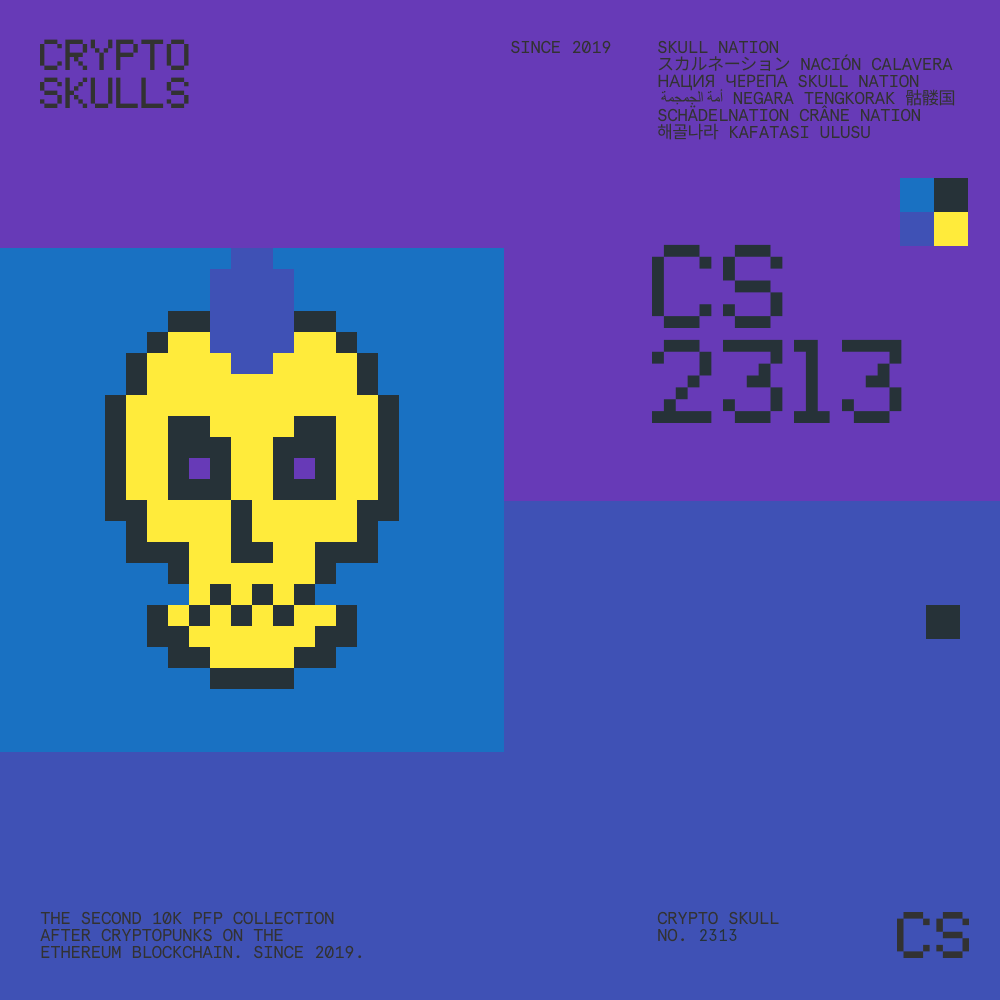 CRYPTO
SKULLS
SINCE 2019
SKULL NATION
スカルネーション NACIÓN CALAVERA
НАЦИЯ ЧЕРЕПА SKULL NATION
أمة الجمجمة NEGARA TENGKORAK 骷髅国
SCHÄDELNATION CRÂNE NATION
해골나라 KAFATASI ULUSU
CS
2313
THE SECOND 10K PFP COLLECTION
AFTER CRYPTOPUNKS ON THE
ETHEREUM BLOCKCHAIN. SINCE 2019.
CRYPTO SKULL
NO. 2313
CS